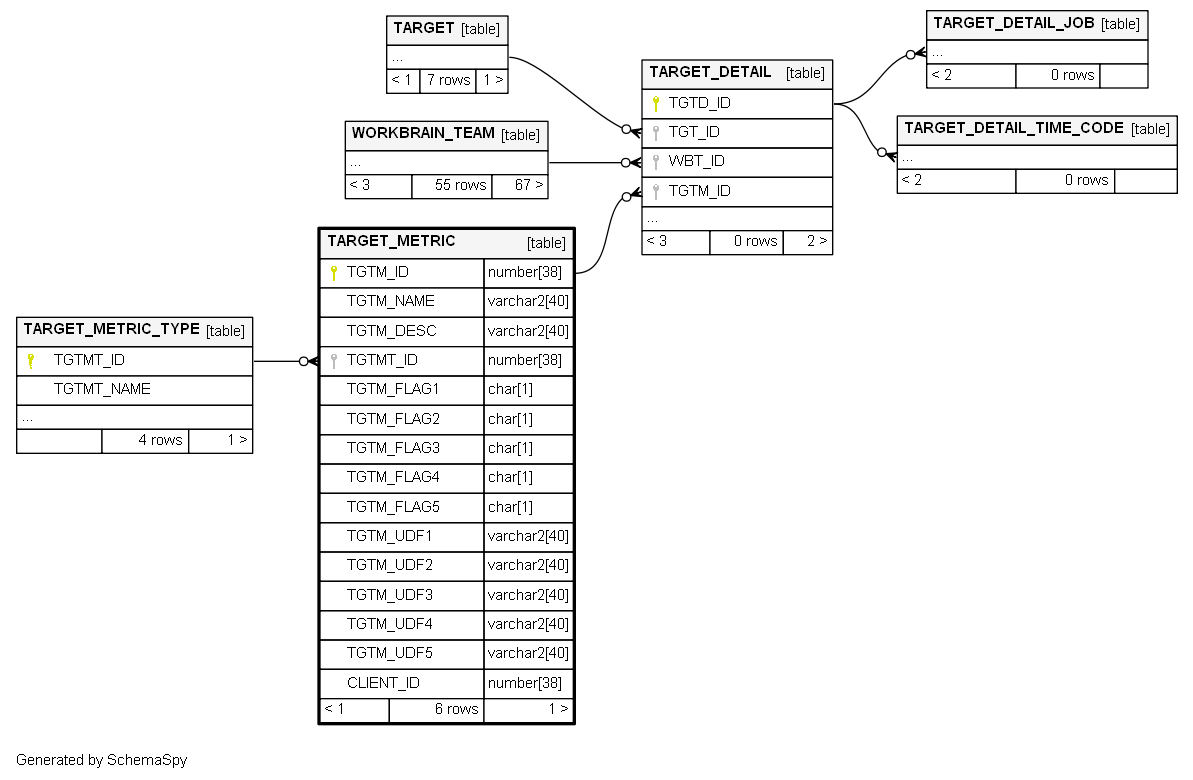 TARGET [table]
...
< 1 7 rows 1 >
WORKBRAIN_TEAM [table]
...
< 3 55 rows 67 >
TARGET_DETAIL [table]
TGTD_ID
TGT_ID
WBT_ID
TGTM_ID
...
< 3 0 rows 2 >
TARGET_DETAIL_JOB [table]
...
< 2 0 rows
TARGET_DETAIL_TIME_CODE [table]
...
< 2 0 rows
TARGET_METRIC_TYPE [table]
TGTMT_ID
TGTMT_NAME
...
4 rows 1 >
TARGET_METRIC [table]
TGTM_ID number[38]
TGTM_NAME varchar2[40]
TGTM_DESC varchar2[40]
TGTMT_ID number[38]
TGTM_FLAG1 char[1]
TGTM_FLAG2 char[1]
TGTM_FLAG3 char[1]
TGTM_FLAG4 char[1]
TGTM_FLAG5 char[1]
TGTM_UDF1 varchar2[40]
TGTM_UDF2 varchar2[40]
TGTM_UDF3 varchar2[40]
TGTM_UDF4 varchar2[40]
TGTM_UDF5 varchar2[40]
CLIENT_ID number[38]
< 1 6 rows 1 >
Generated by SchemaSpy